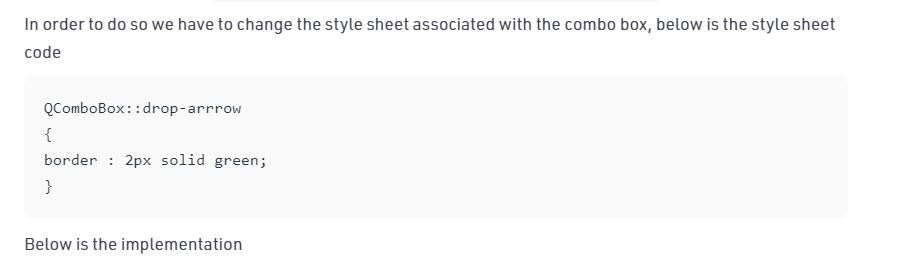 In order to do so we have to change the style sheet associated with the combo box, below is the style sheet
code
QComboBox::drop-arrrow
{
border : 2px solid green;
}
Below is the implementation